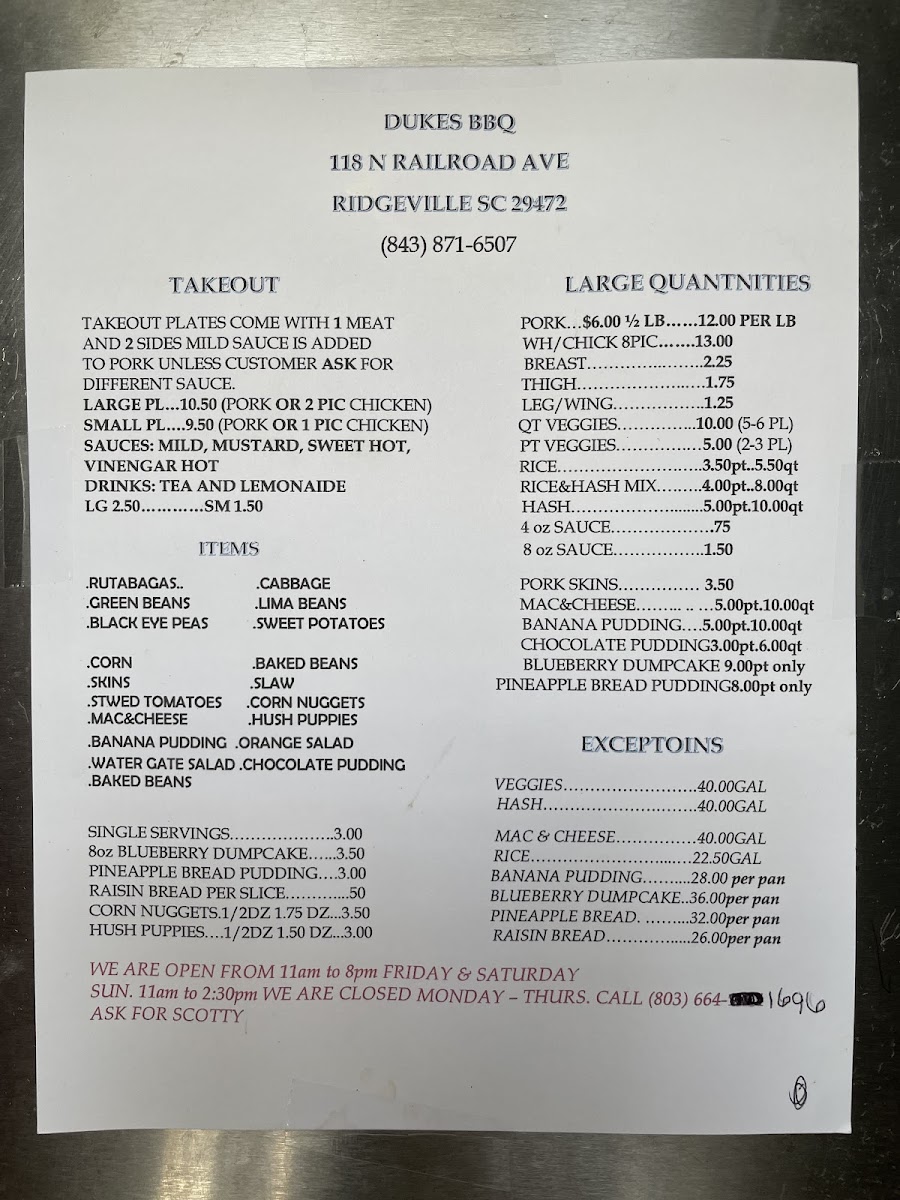 DUKES BBQ
118 N RAILROAD AVE
RIDGEVILLE SC 29472
(843) 871-6507
TAKEOUT
TAKEOUT PLATES COME WITH 1 MEAT
AND 2 SIDES MILD SAUCE IS ADDED
TO PORK UNLESS CUSTOMER ASK FOR
DIFFERENT SAUCE.
LARGE PL...10.50 (PORK OR 2 PIC CHICKEN)
SMALL PL....9.50 (PORK OR 1 PIC CHICKEN)
SAUCES: MILD, MUSTARD, SWEET HOT,
VINENGAR HOT
DRINKS: TEA AND LEMONAIDE
LG 2.50............SM 1.50
ITEMS
.RUTABAGAS.. .CABBAGE
.GREEN BEANS .LIMA BEANS
.BLACK EYE PEAS .SWEET POTATOES
.CORN .BAKED BEANS
.SKINS .SLAW
.STWED TOMATOES .CORN NUGGETS
.MAC&CHEESE .HUSH PUPPIES
.BANANA PUDDING .ORANGE SALAD
.WATER GATE SALAD .CHOCOLATE PUDDING
.BAKED BEANS
SINGLE SERVINGS....................3.00
8oz BLUEBERRY DUMPCAKE......3.50
PINEAPPLE BREAD PUDDING....3.00
RAISIN BREAD PER SLICE.............50
CORN NUGGETS.1/2DZ 1.75 DZ...3.50
HUSH PUPPIES....1/2DZ 1.50 DZ...3.00
LARGE QUANTNITIES
PORK...$6.00 ½ LB......12.00 PER LB
WH/CHICK 8PIC.......13.00
BREAST......................2.25
THIGH........................1.75
LEG/WING.................1.25
QT VEGGIES...............10.00 (5-6 PL)
PT VEGGIES................5.00 (2-3 PL)
RICE............................3.50pt..5.50qt
RICE&HASH MIX.........4.00pt..8.00qt
HASH..........................5.00pt.10.00qt
4 oz SAUCE....................75
8 oz SAUCE.................1.50
PORK SKINS............... 3.50
MAC&CHEESE........ .. ...5.00pt.10.00qt
BANANA PUDDING....5.00pt.10.00qt
CHOCOLATE PUDDING3.00pt.6.00qt
BLUEBERRY DUMPCAKE 9.00pt only
PINEAPPLE BREAD PUDDING8.00pt only
EXCEPTOINS
VEGGIES.........................40.00GAL
HASH.............................40.00GAL
MAC & CHEESE...............40.00GAL
RICE..............................22.50GAL
BANANA PUDDING.........28.00 per pan
BLUEBERRY DUMPCAKE..36.00per pan
PINEAPPLE BREAD. .........32.00per pan
RAISIN BREAD.................26.00per pan
WE ARE OPEN FROM 11am to 8pm FRIDAY & SATURDAY
SUN. 11am to 2:30pm WE ARE CLOSED MONDAY – THURS. CALL (803) 664-1696
ASK FOR SCOTTY